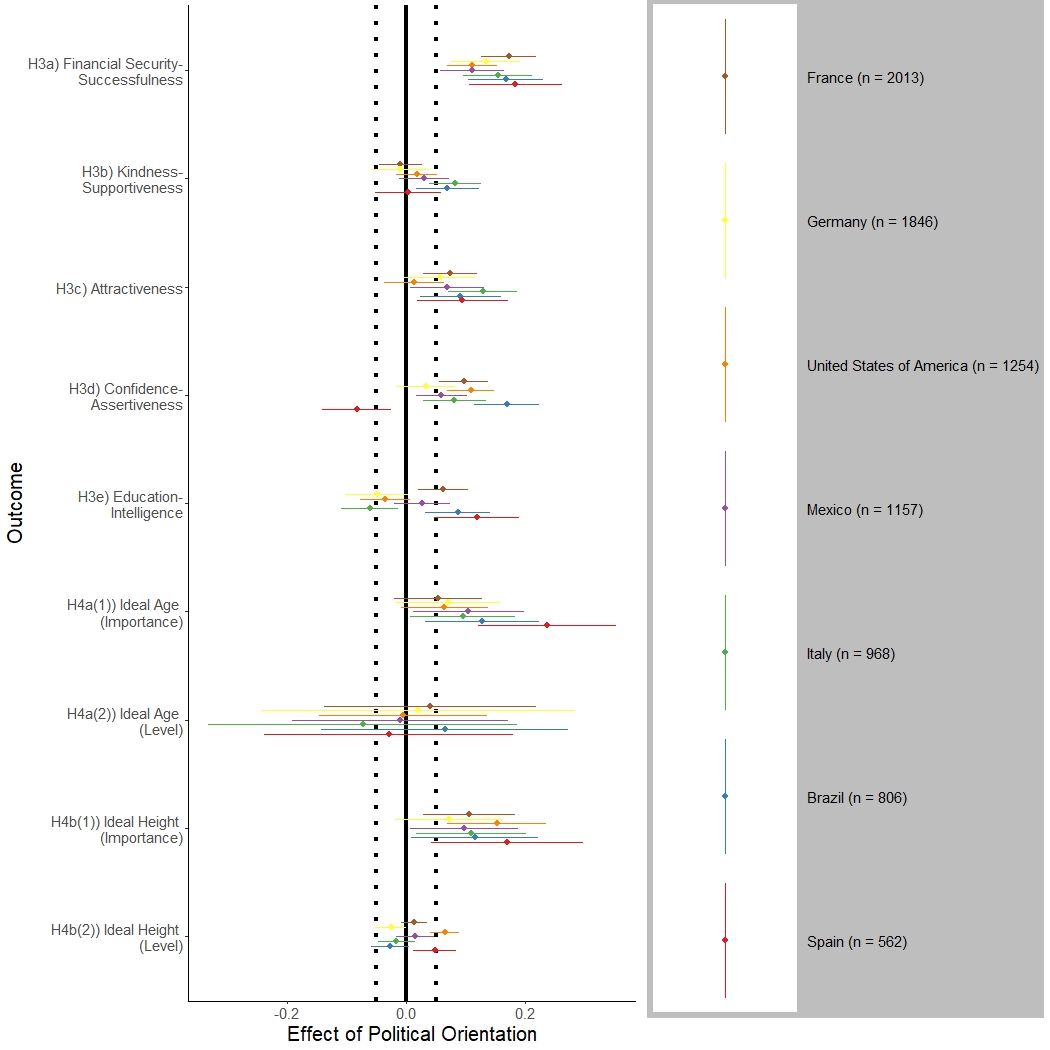 H3a) Financial Security-
Successfulness
H3b) Kindness-
Supportiveness
H3c) Attractiveness
H3d) Confidence-
Assertiveness
H3e) Education-
Intelligence
H4a(1)) Ideal Age
(Importance)
H4a(2)) Ideal Age
(Level)
H4b(1)) Ideal Height
(Importance)
H4b(2)) Ideal Height
(Level)
Outcome
-0.2
0.0
0.2
Effect of Political Orientation
France (n = 2013)
Germany (n = 1846)
United States of America (n = 1254)
Mexico (n = 1157)
Italy (n = 968)
Brazil (n = 806)
Spain (n = 562)